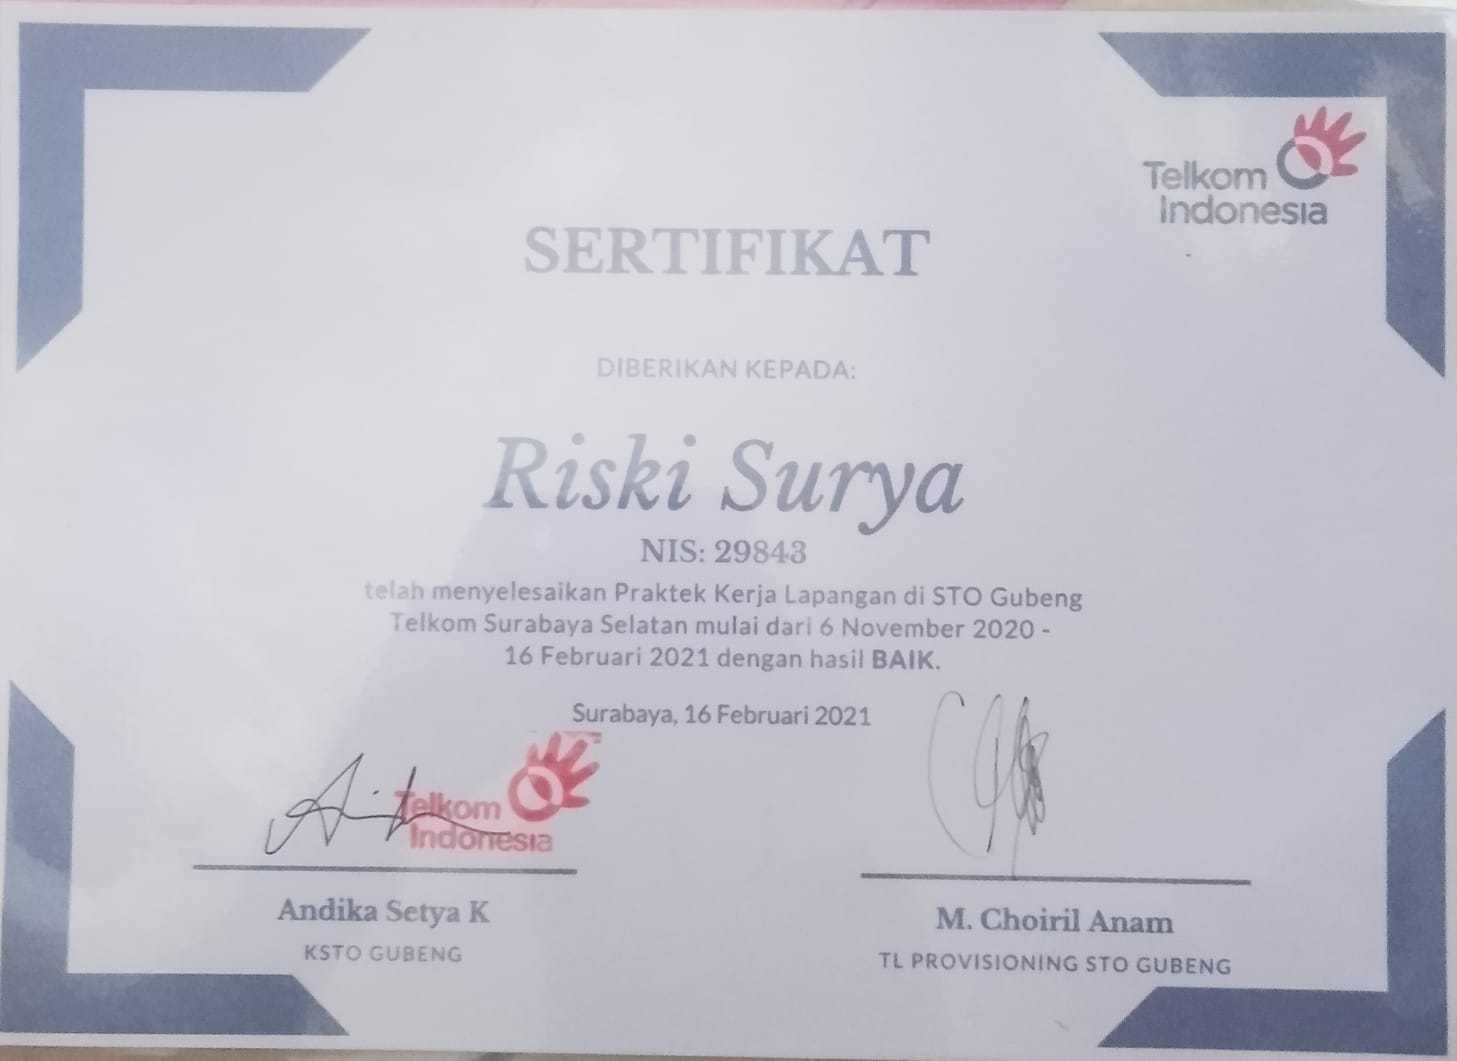 Telkom
Indonesia
SERTIFIKAT
DIBERIKAN KEPADA:
Riski Surya
NIS: 29843
telah menyelesaikan Praktek Kerja Lapangan di STO Gubeng
Telkom Surabaya Selatan mulai dari 6 November 2020 -
16 Februari 2021 dengan hasil BAIK.
Surabaya, 16 Februari 2021
Telkom
Indonesia
Andika Setya K
KSTO GUBENG
M. Choiril Anam
TL PROVISIONING STO GUBENG